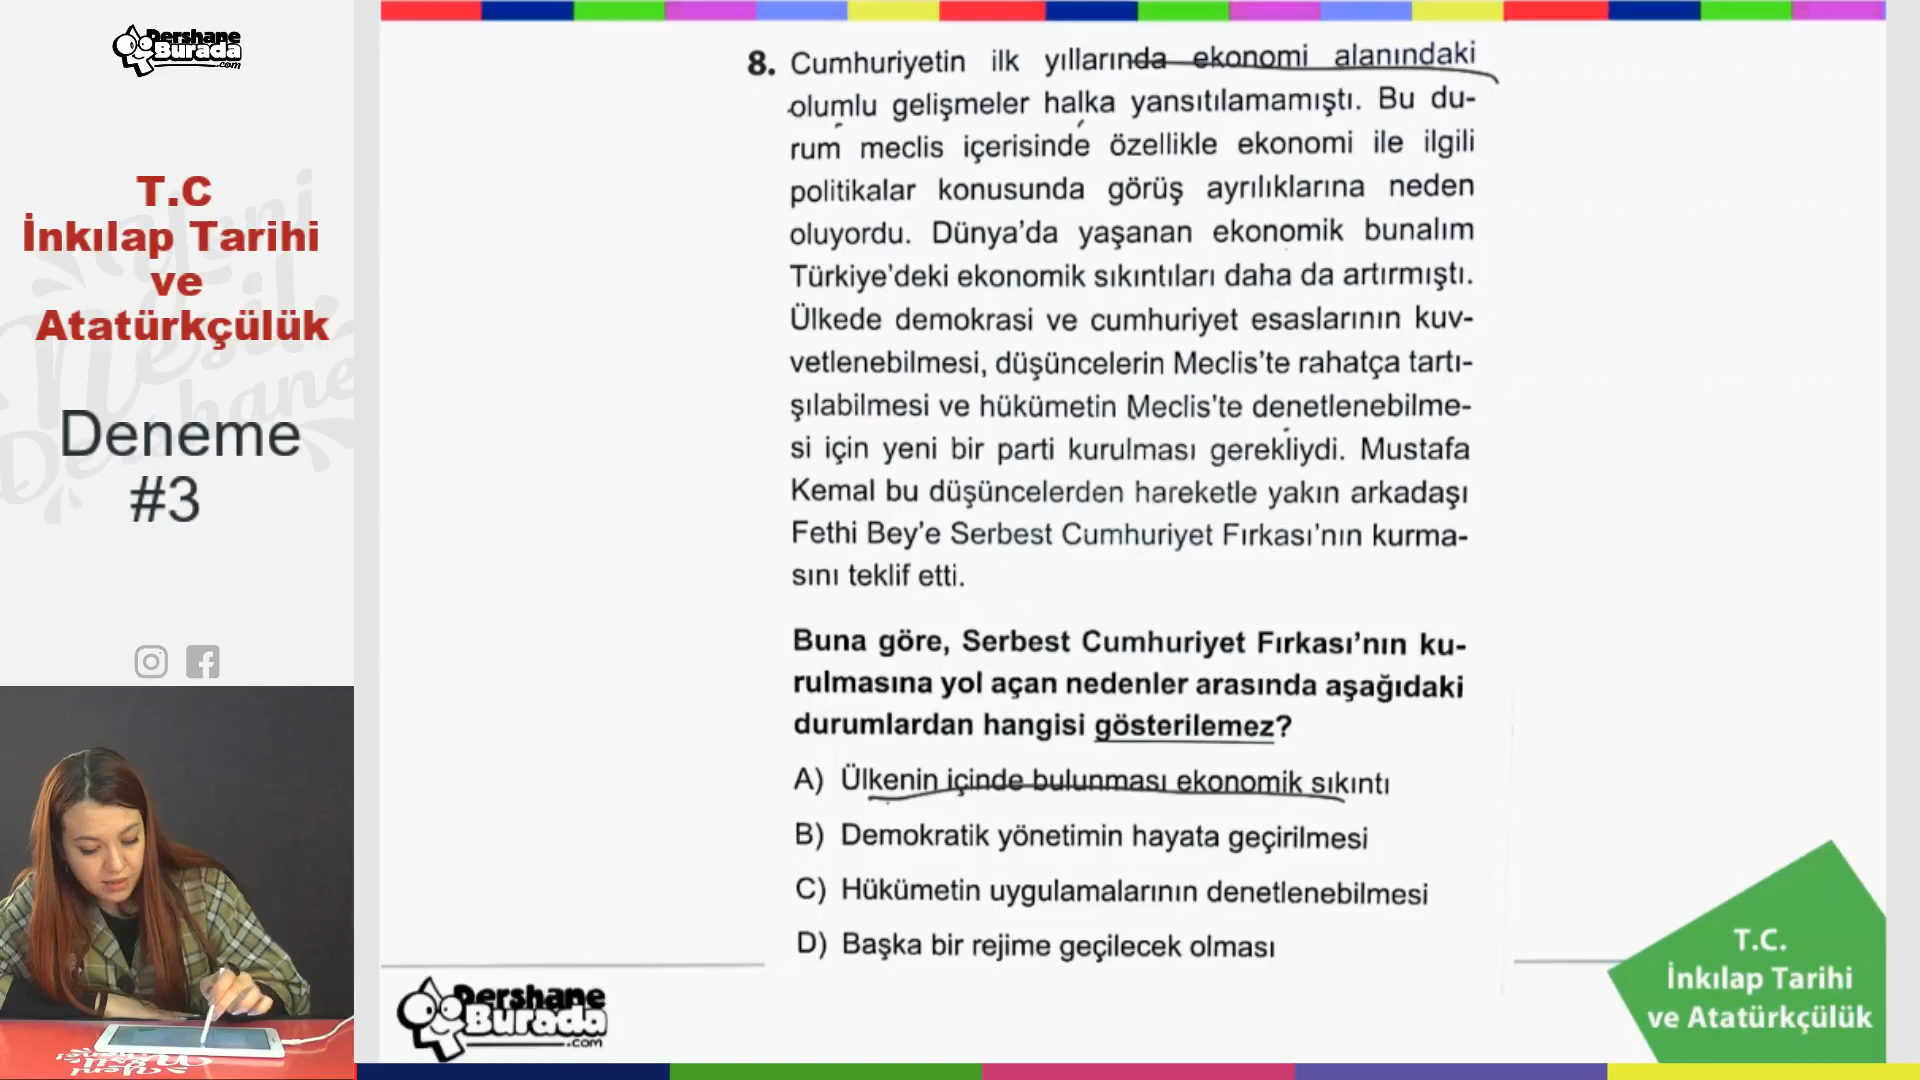 Dershane
Burada
.com
T.C
İnkılap Tarihi
ve
Atatürkçülük
Deneme
#3
8. Cumhuriyetin ilk yıllarında ekonomi alanındaki
olumlu gelişmeler halka yansıtılamamıştı. Bu du-
rum meclis içerisinde özellikle ekonomi ile ilgili
politikalar konusunda görüş ayrılıklarına neden
oluyordu. Dünya'da yaşanan ekonomik bunalım
Türkiye'deki ekonomik sıkıntıları daha da artırmıştı.
Ülkede demokrasi ve cumhuriyet esaslarının kuv-
vetlenebilmesi, düşüncelerin Meclis'te rahatça tartı-
şılabilmesi ve hükümetin Meclis'te denetlenebilme-
si için yeni bir parti kurulması gerekliydi. Mustafa
Kemal bu düşüncelerden hareketle yakın arkadaşı
Fethi Bey'e Serbest Cumhuriyet Fırkası'nın kurma-
sını teklif etti.
Buna göre, Serbest Cumhuriyet Fırkası'nın ku-
rulmasına yol açan nedenler arasında aşağıdaki
durumlardan hangisi gösterilemez?
A) Ülkenin içinde bulunması ekonomik sıkıntı
B) Demokratik yönetimin hayata geçirilmesi
C) Hükümetin uygulamalarının denetlenebilmesi
D) Başka bir rejime geçilecek olması
Dershane
Burada
.com
T.C.
İnkılap Tarihi
ve Atatürkçülük
Yeni
Nesil
Dershane